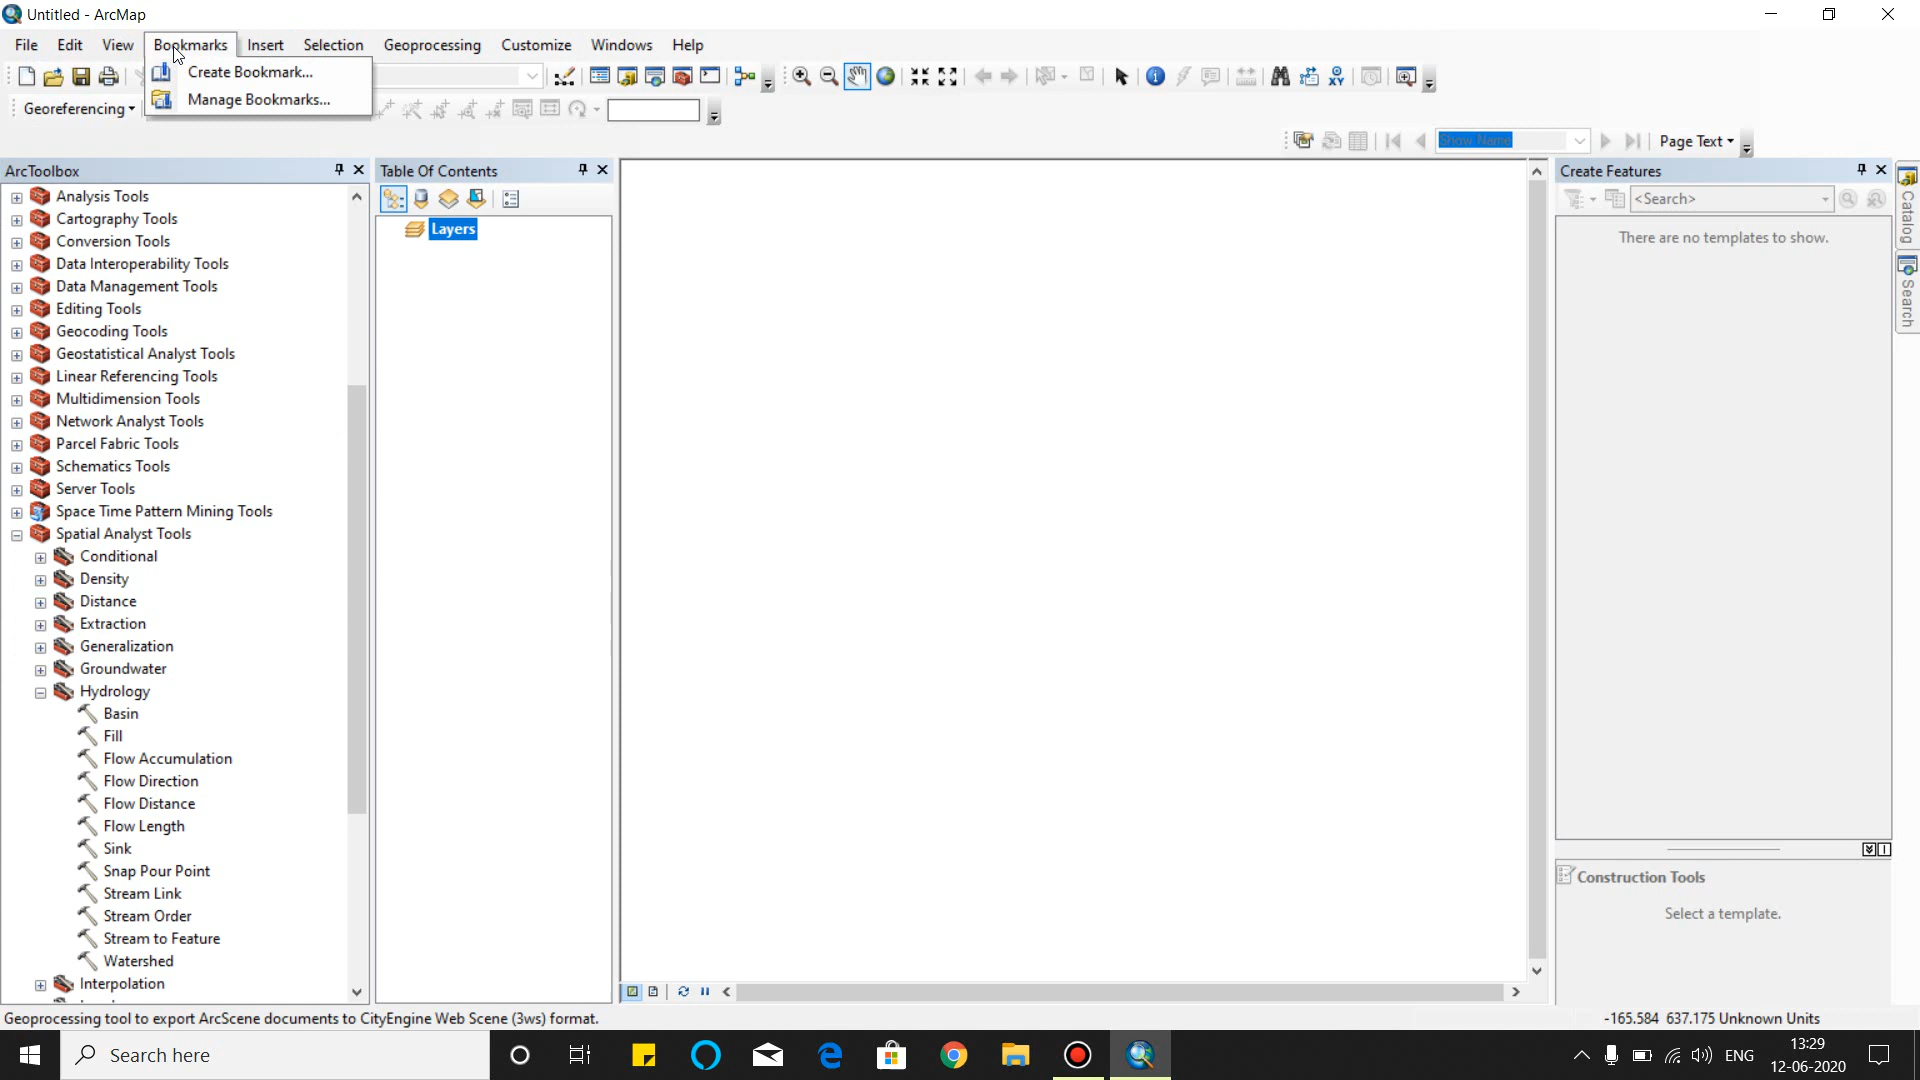 Untitled - ArcMap
File Edit View Bookmarks Insert Selection Geoprocessing Customize Windows Help
Create Bookmark...
Manage Bookmarks...
Georeferencing
Show Name
Page Text
ArcToolbox
Analysis Tools
Cartography Tools
Conversion Tools
Data Interoperability Tools
Data Management Tools
Editing Tools
Geocoding Tools
Geostatistical Analyst Tools
Linear Referencing Tools
Multidimension Tools
Network Analyst Tools
Parcel Fabric Tools
Schematics Tools
Server Tools
Space Time Pattern Mining Tools
Spatial Analyst Tools
Conditional
Density
Distance
Extraction
Generalization
Groundwater
Hydrology
Basin
Fill
Flow Accumulation
Flow Direction
Flow Distance
Flow Length
Sink
Snap Pour Point
Stream Link
Stream Order
Stream to Feature
Watershed
Interpolation
Table Of Contents
Layers
Create Features
<Search>
There are no templates to show.
Construction Tools
Select a template.
Catalog
Search
Geoprocessing tool to export ArcScene documents to CityEngine Web Scene (3ws) format.
-165.584 637.175 Unknown Units
Search here
ENG
13:29
12-06-2020